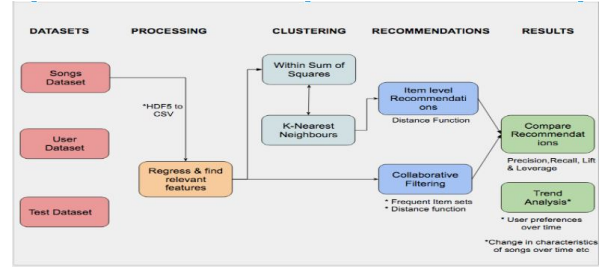 DATASETS PROCESSING CLUSTERING RECOMMENDATIONS RESULTS
Songs
Dataset
User
Dataset
Test Dataset
*HDF5 to
CSV
Regress & find
relevant
features
Within Sum of
Squares
K-Nearest
Neighbours
Item level
Recommendati
ons
Distance Function
Collaborative
Filtering
* Frequent Item sets
* Distance function
Compare
Recommendat
ions
Precision,Recall, Lift
& Leverage
Trend
Analysis*
* User preferences
over time
*Change in characteristics
of songs over time etc